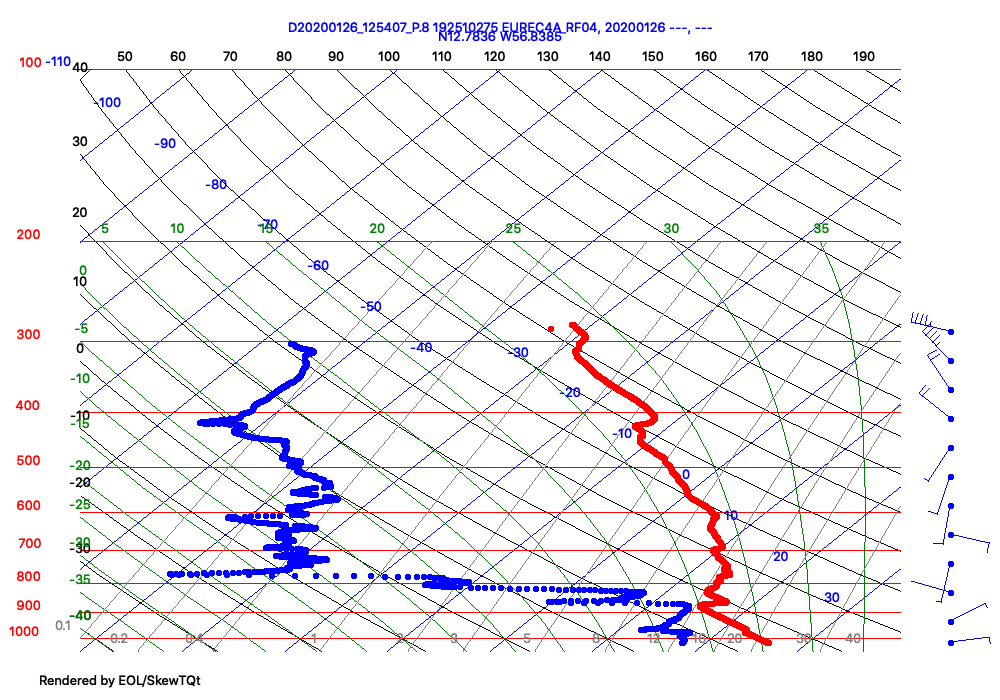 D20200126_125407_P.8 192510275 EUREC4A_RF04, 20200126 ---, ---
N12.7836 W56.8385
50 60 70 80 90 100 110 120 130 140 150 160 170 180 190
100 -110 40
-100
30 -90
-80
20 -70
200 5 10 15 20 25 30 35
0 -60
10
-50
-5 300
0 -40 -30
-10
-20
400 -10
-15 -10
500 -20 0
-20
-25 600 10
700 -30 -30 20
800 -35
900 -40 30
0.1
1000 0.2 0.4 1 2 3 5 8 12 16 20 30 40
Rendered by EOL/SkewTQt